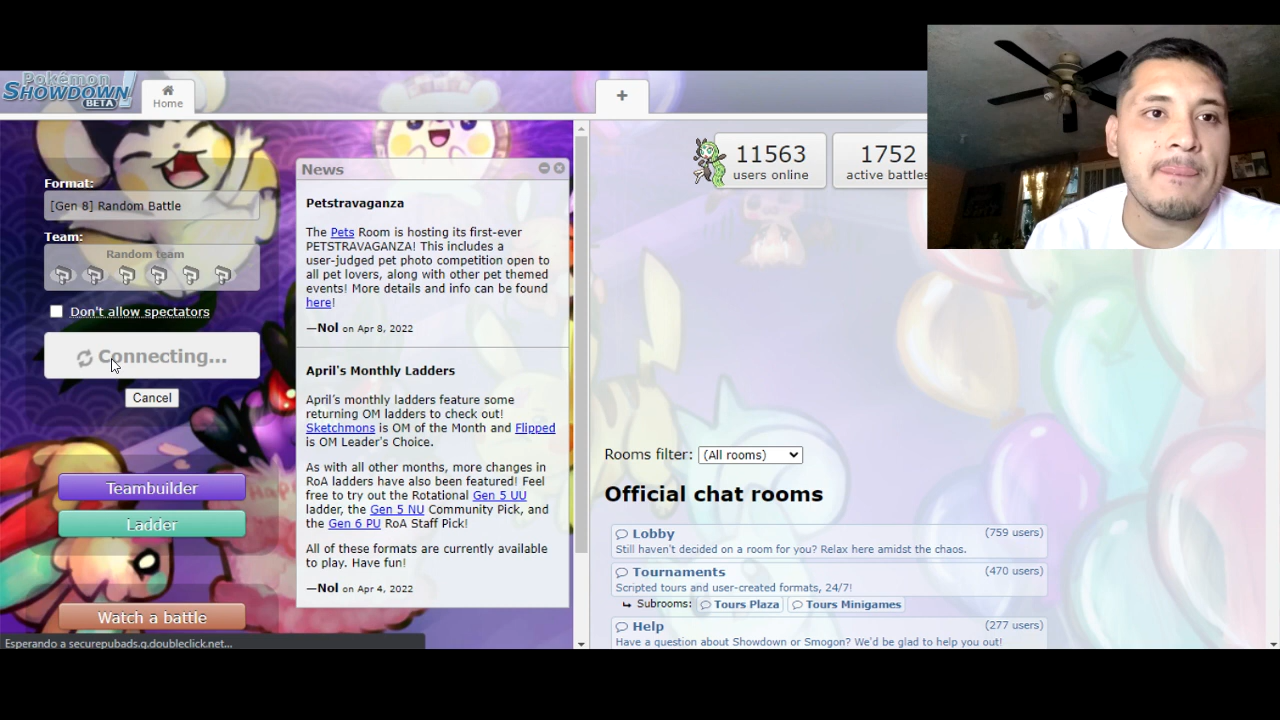 Pokémon
SHOWDOWN!
BETA
Home
+
Format:
[Gen 8] Random Battle
Team:
Random team
Don't allow spectators
Connecting...
Cancel
Teambuilder
Ladder
Watch a battle
Esperando a securepubads.g.doubleclick.net...
News
Petstravaganza
The Pets Room is hosting its first-ever
PETSTRAVAGANZA! This includes a
user-judged pet photo competition open to
all pet lovers, along with other pet themed
events! More details and info can be found
here!
—Nol on Apr 8, 2022
April's Monthly Ladders
April's monthly ladders feature some
returning OM ladders to check out!
Sketchmons is OM of the Month and Flipped
is OM Leader's Choice.
As with all other months, more changes in
RoA ladders have also been featured! Feel
free to try out the Rotational Gen 5 UU
ladder, the Gen 5 NU Community Pick, and
the Gen 6 PU RoA Staff Pick!
All of these formats are currently available
to play. Have fun!
—Nol on Apr 4, 2022
11563
users online
1752
active battles
Rooms filter: (All rooms)
Official chat rooms
Lobby (759 users)
Still haven't decided on a room for you? Relax here amidst the chaos.
Tournaments (470 users)
Scripted tours and user-created formats, 24/7!
Subrooms: Tours Plaza Tours Minigames
Help (277 users)
Have a question about Showdown or Smogon? We'd be glad to help you out!